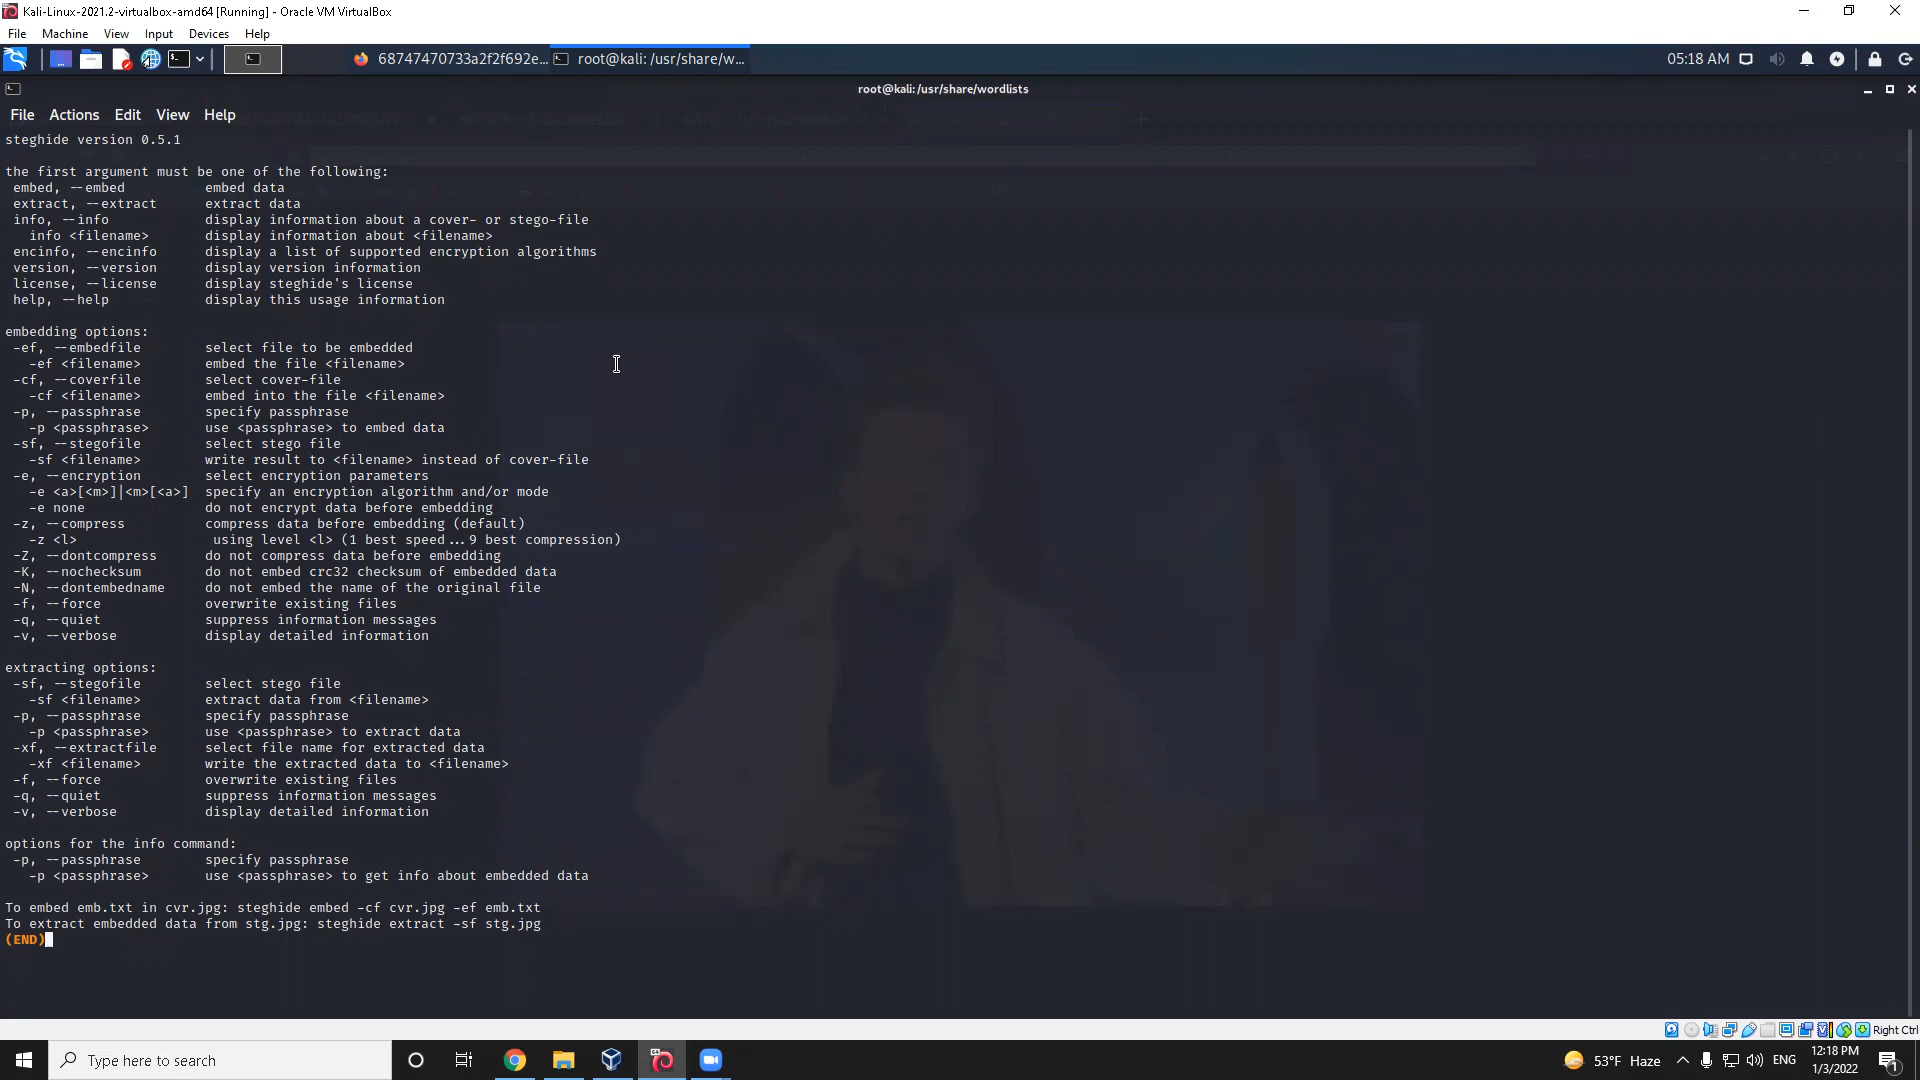 Kali-Linux-2021.2-virtualbox-amd64 [Running] - Oracle VM VirtualBox
File Machine View Input Devices Help
68747470733a2f2f692e... root@kali: /usr/share/w... 05:18 AM
root@kali:/usr/share/wordlists
File Actions Edit View Help
steghide version 0.5.1
the first argument must be one of the following:
embed, --embed embed data
extract, --extract extract data
info, --info display information about a cover- or stego-file
info <filename> display information about <filename>
encinfo, --encinfo display a list of supported encryption algorithms
version, --version display version information
license, --license display steghide's license
help, --help display this usage information
embedding options:
-ef, --embedfile select file to be embedded
-ef <filename> embed the file <filename>
-cf, --coverfile select cover-file
-cf <filename> embed into the file <filename>
-p, --passphrase specify passphrase
-p <passphrase> use <passphrase> to embed data
-sf, --stegofile select stego file
-sf <filename> write result to <filename> instead of cover-file
-e, --encryption select encryption parameters
-e <a>[<m>]|<m>[<a>] specify an encryption algorithm and/or mode
-e none do not encrypt data before embedding
-z, --compress compress data before embedding (default)
-z <l> using level <l> (1 best speed...9 best compression)
-Z, --dontcompress do not compress data before embedding
-K, --nochecksum do not embed crc32 checksum of embedded data
-N, --dontembedname do not embed the name of the original file
-f, --force overwrite existing files
-q, --quiet suppress information messages
-v, --verbose display detailed information
extracting options:
-sf, --stegofile select stego file
-sf <filename> extract data from <filename>
-p, --passphrase specify passphrase
-p <passphrase> use <passphrase> to extract data
-xf, --extractfile select file name for extracted data
-xf <filename> write the extracted data to <filename>
-f, --force overwrite existing files
-q, --quiet suppress information messages
-v, --verbose display detailed information
options for the info command:
-p, --passphrase specify passphrase
-p <passphrase> use <passphrase> to get info about embedded data
To embed emb.txt in cvr.jpg: steghide embed -cf cvr.jpg -ef emb.txt
To extract embedded data from stg.jpg: steghide extract -sf stg.jpg
(END)
Right Ctrl
Type here to search
53°F Haze ENG 12:18 PM
1/3/2022
1